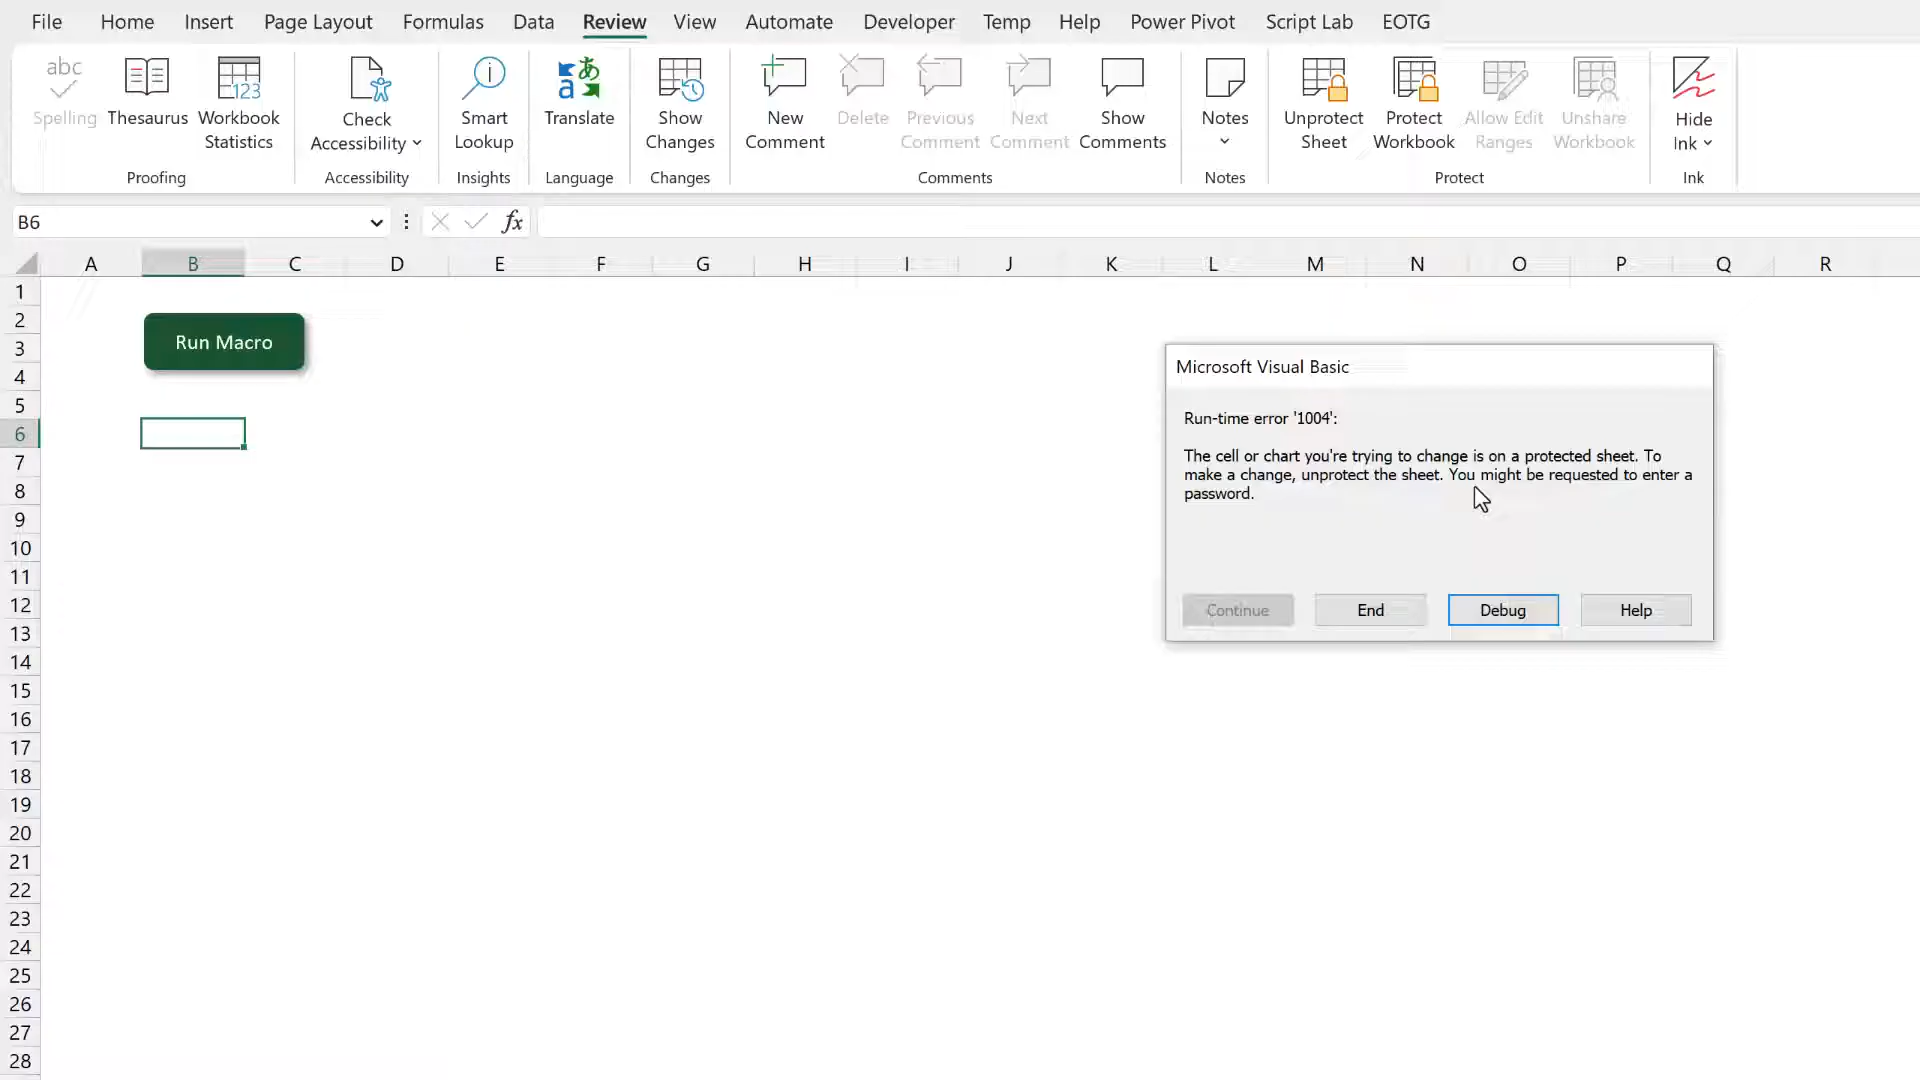 File Home Insert Page Layout Formulas Data Review View Automate Developer Temp Help Power Pivot Script Lab EOTG
abc
Spelling
Thesaurus
123
Workbook
Statistics
Proofing
Check
Accessibility
Accessibility
Smart
Lookup
Insights
a あ
Translate
Language
Show
Changes
Changes
New
Comment
Delete
Previous
Comment
Next
Comment
Show
Comments
Comments
Notes
Notes
Unprotect
Sheet
Protect
Workbook
Allow Edit
Ranges
Unshare
Workbook
Protect
Hide
Ink
Ink
B6
fx
A B C D E F G H I J K L M N O P Q R
1
2
3
4
5
6
7
8
9
10
11
12
13
14
15
16
17
18
19
20
21
22
23
24
25
26
27
28
Run Macro
Microsoft Visual Basic
Run-time error '1004':
The cell or chart you're trying to change is on a protected sheet. To
make a change, unprotect the sheet. You might be requested to enter a
password.
Continue End Debug Help